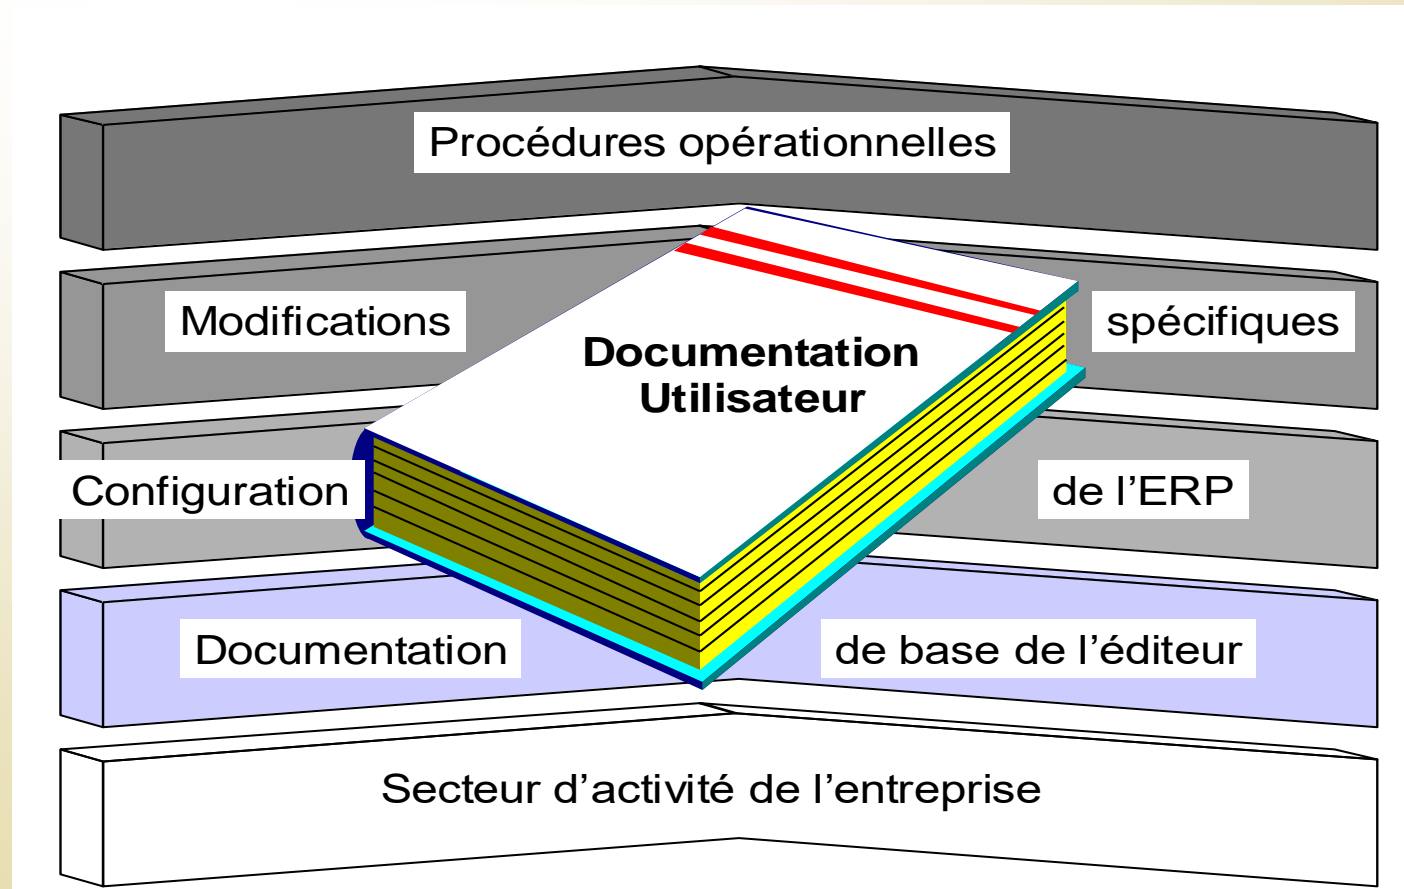 Procédures opérationnelles
Modifications spécifiques
Documentation
Utilisateur
Configuration de l’ERP
Documentation de base de l’éditeur
Secteur d’activité de l’entreprise